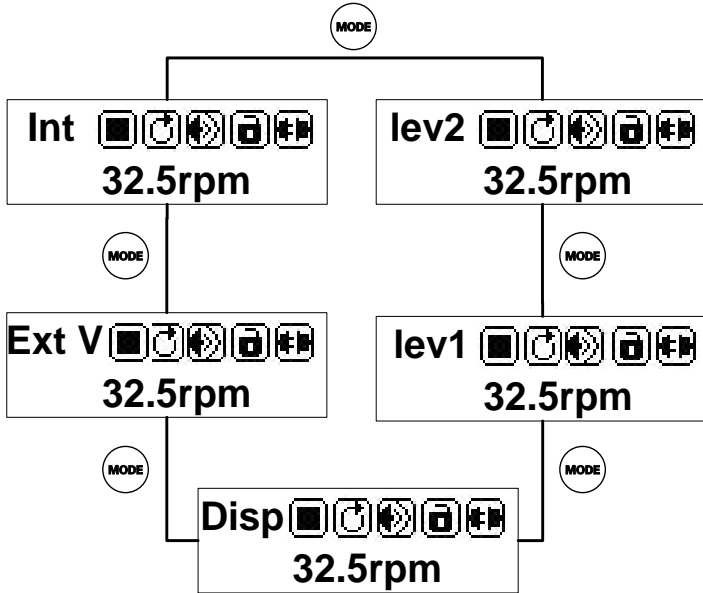 MODE
Int
32.5rpm
lev2
32.5rpm
MODE
MODE
Ext V
32.5rpm
lev1
32.5rpm
MODE
MODE
Disp
32.5rpm